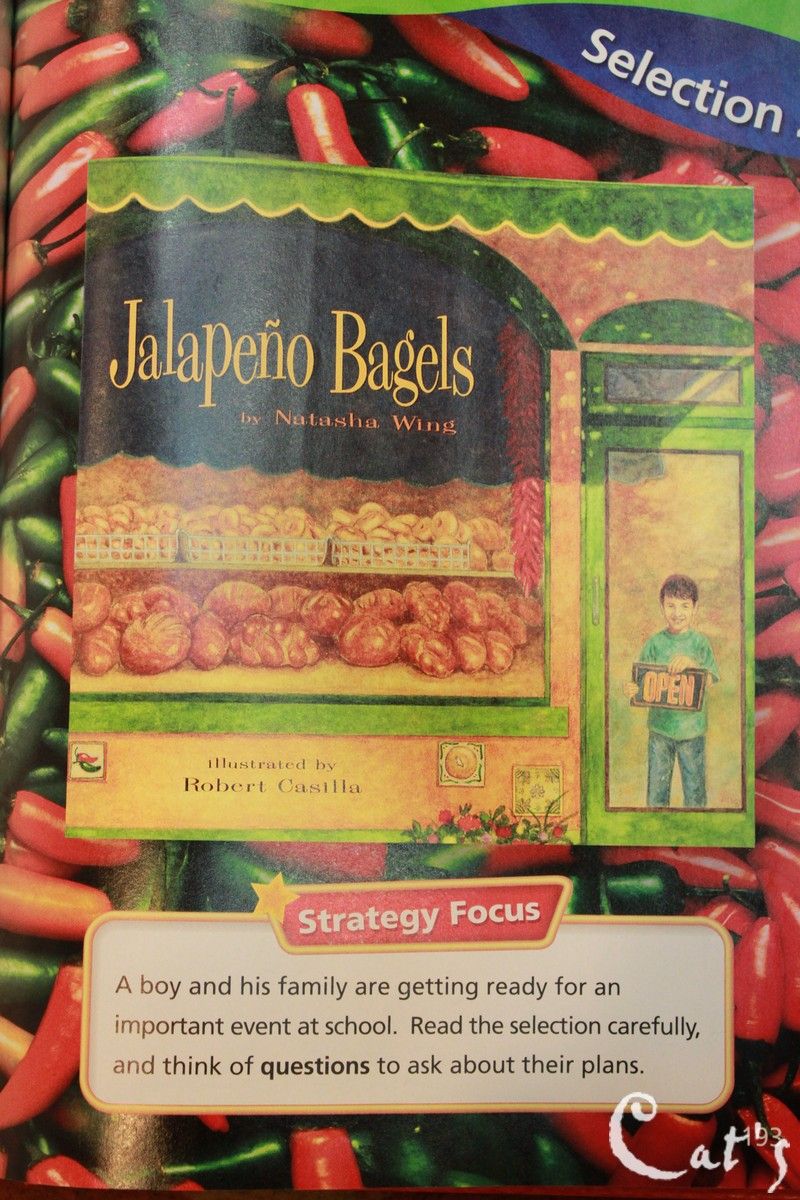 Selection
Jalapeño Bagels
by Natasha Wing
OPEN
illustrated by
Robert Casilla
Strategy Focus
A boy and his family are getting ready for an
important event at school. Read the selection carefully,
and think of questions to ask about their plans.
193
Cat's